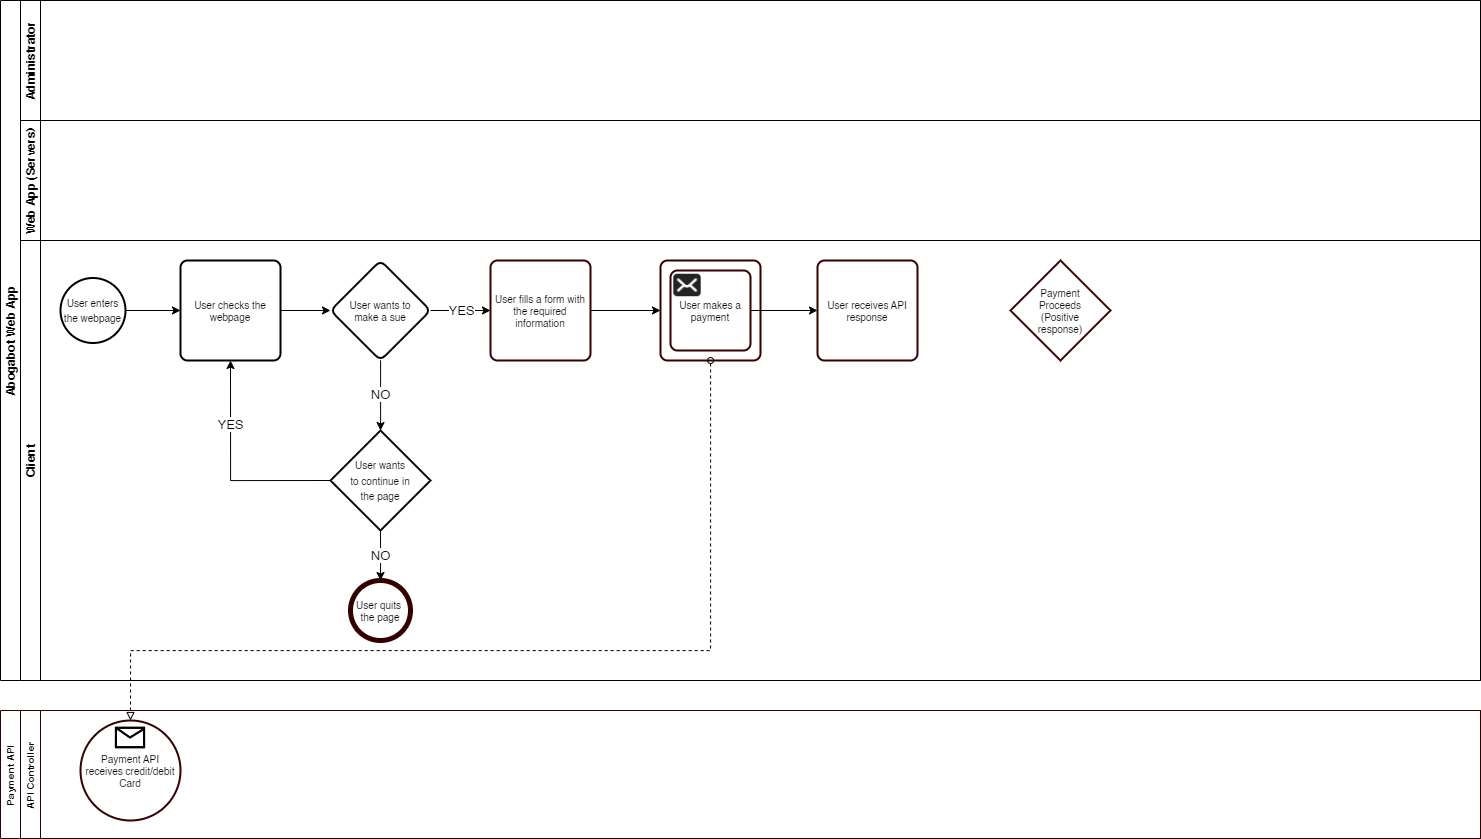 Abogabot Web App
Administrator
Web App (Servers)
Client
User enters
the webpage
User checks the
webpage
User wants to
make a sue
YES
User fills a form with
the required
information
User makes a
payment
User receives API
response
Payment
Proceeds
(Positive
response)
NO
YES
User wants
to continue in
the page
NO
User quits
the page
Payment API
API Controller
Payment API
receives credit/debit
Card